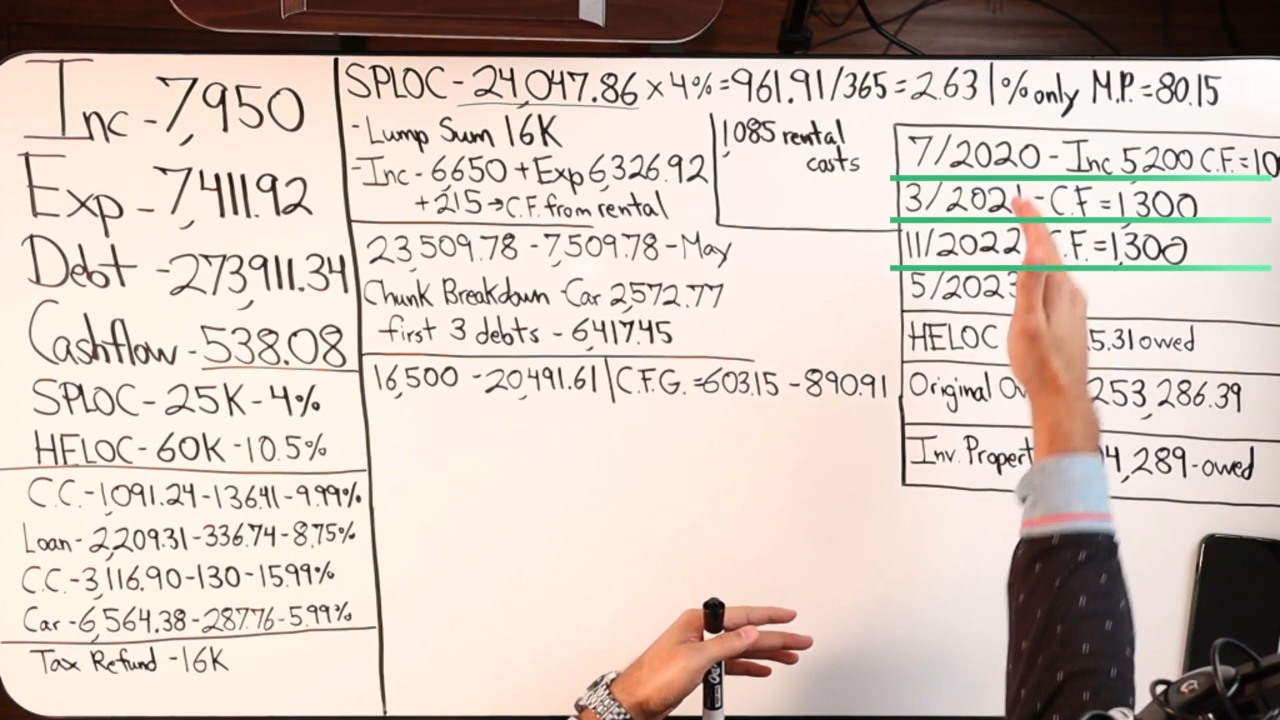 Inc - 7,950
Exp - 7,411.92
Debt - 273,911.34
Cashflow - 538.08
SPLOC - 25K - 4%
HELOC - 60K - 10.5%
C.C. - 1,091.24 - 136.41 - 9.99%
Loan - 2,209.31 - 336.74 - 8.75%
C.C. - 3,116.90 - 130 - 15.99%
Car - 6,564.38 - 287.76 - 5.99%
Tax Refund - 16K
SPLOC - 24,047.86 x 4% = 961.91/365 = 2.63 | % only M.P. = 80.15
- Lump Sum 16K
- Inc - 6650 + Exp 6,326.92
+ 215 → C.F. from rental
1,085 rental
costs
23,509.78 - 7,509.78 - May
Chunk Breakdown - Car 2,572.77
first 3 debts - 6,417.45
16,500 - 20,491.61 | C.F.G. = 603.15 - 890.91
7/2020 - Inc 5,200 C.F. = 10
3/2021 - C.F = 1,300
11/2022 C.F. = 1,300
5/2023
HELOC 5.31 owed
Original 253,286.39
Inv. Propert 4,289 - owed